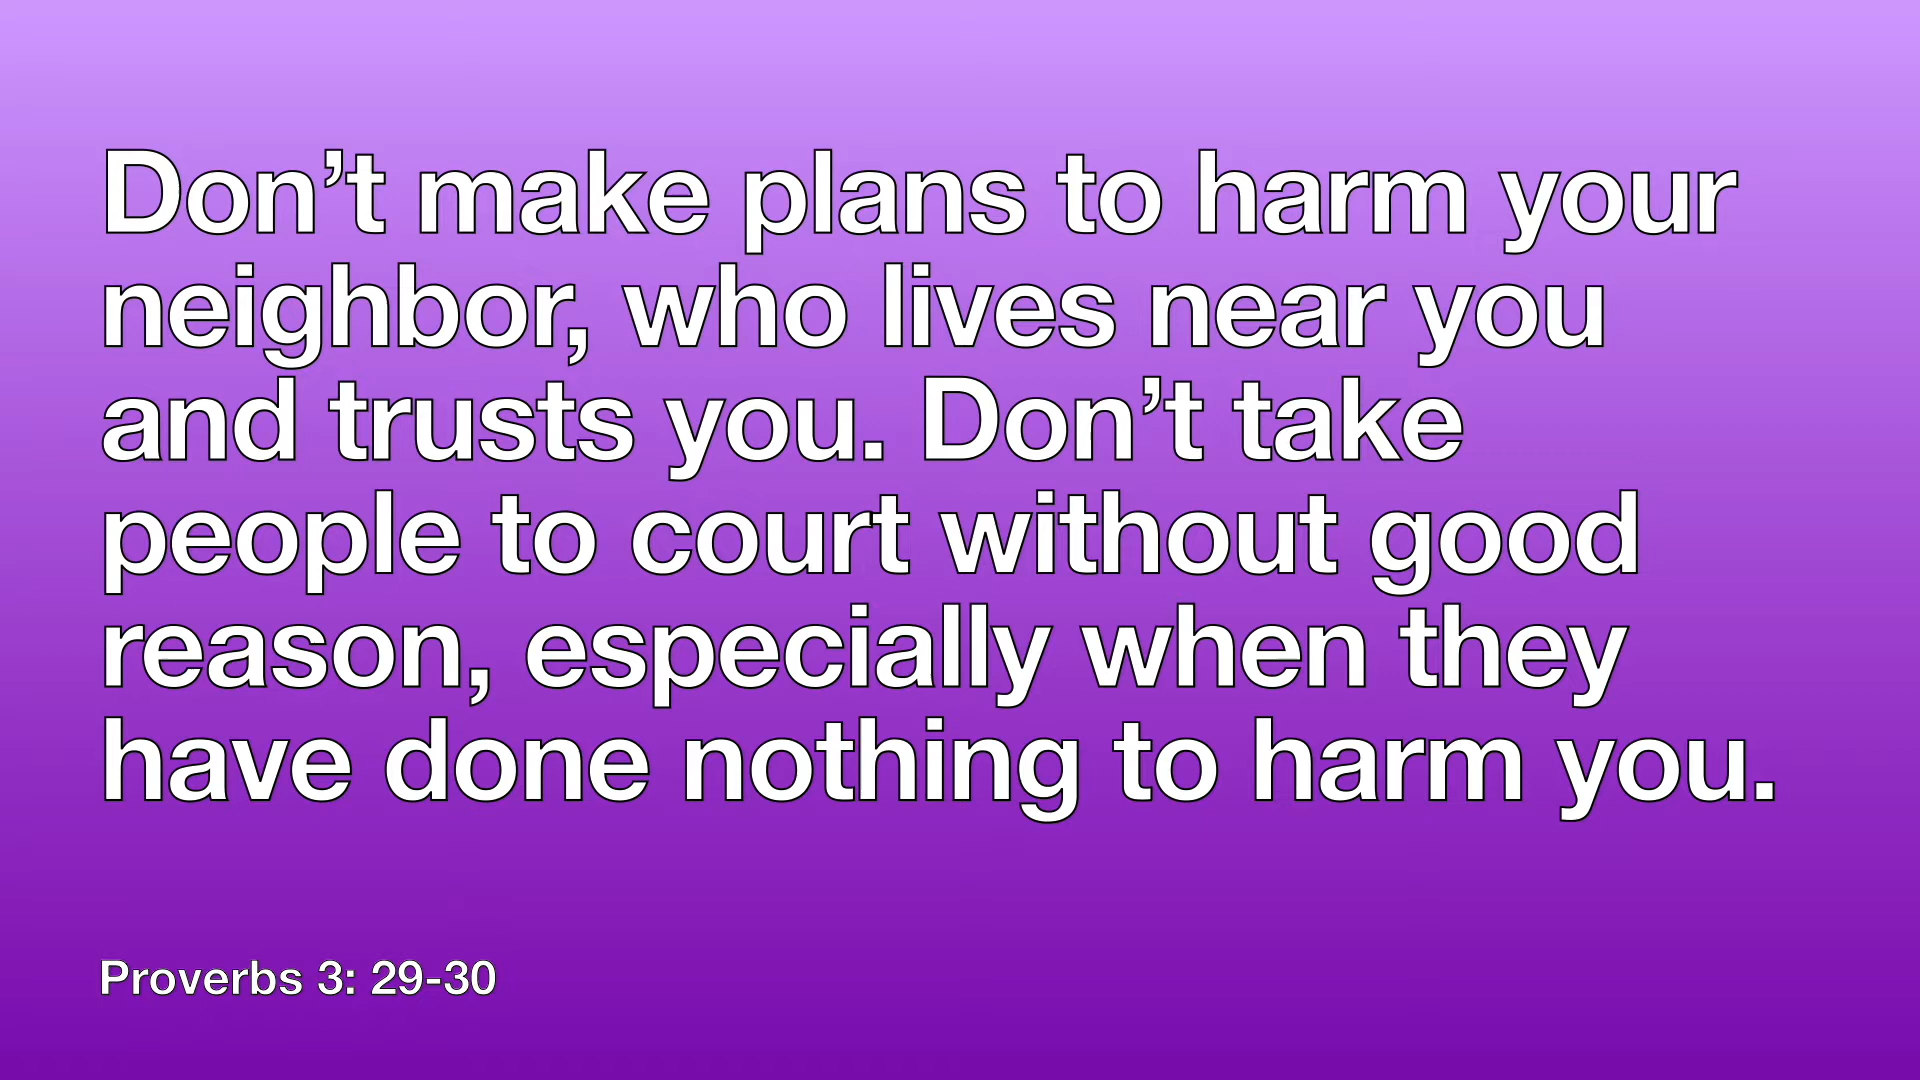 Don’t make plans to harm your
neighbor, who lives near you
and trusts you. Don’t take
people to court without good
reason, especially when they
have done nothing to harm you.
Proverbs 3: 29-30